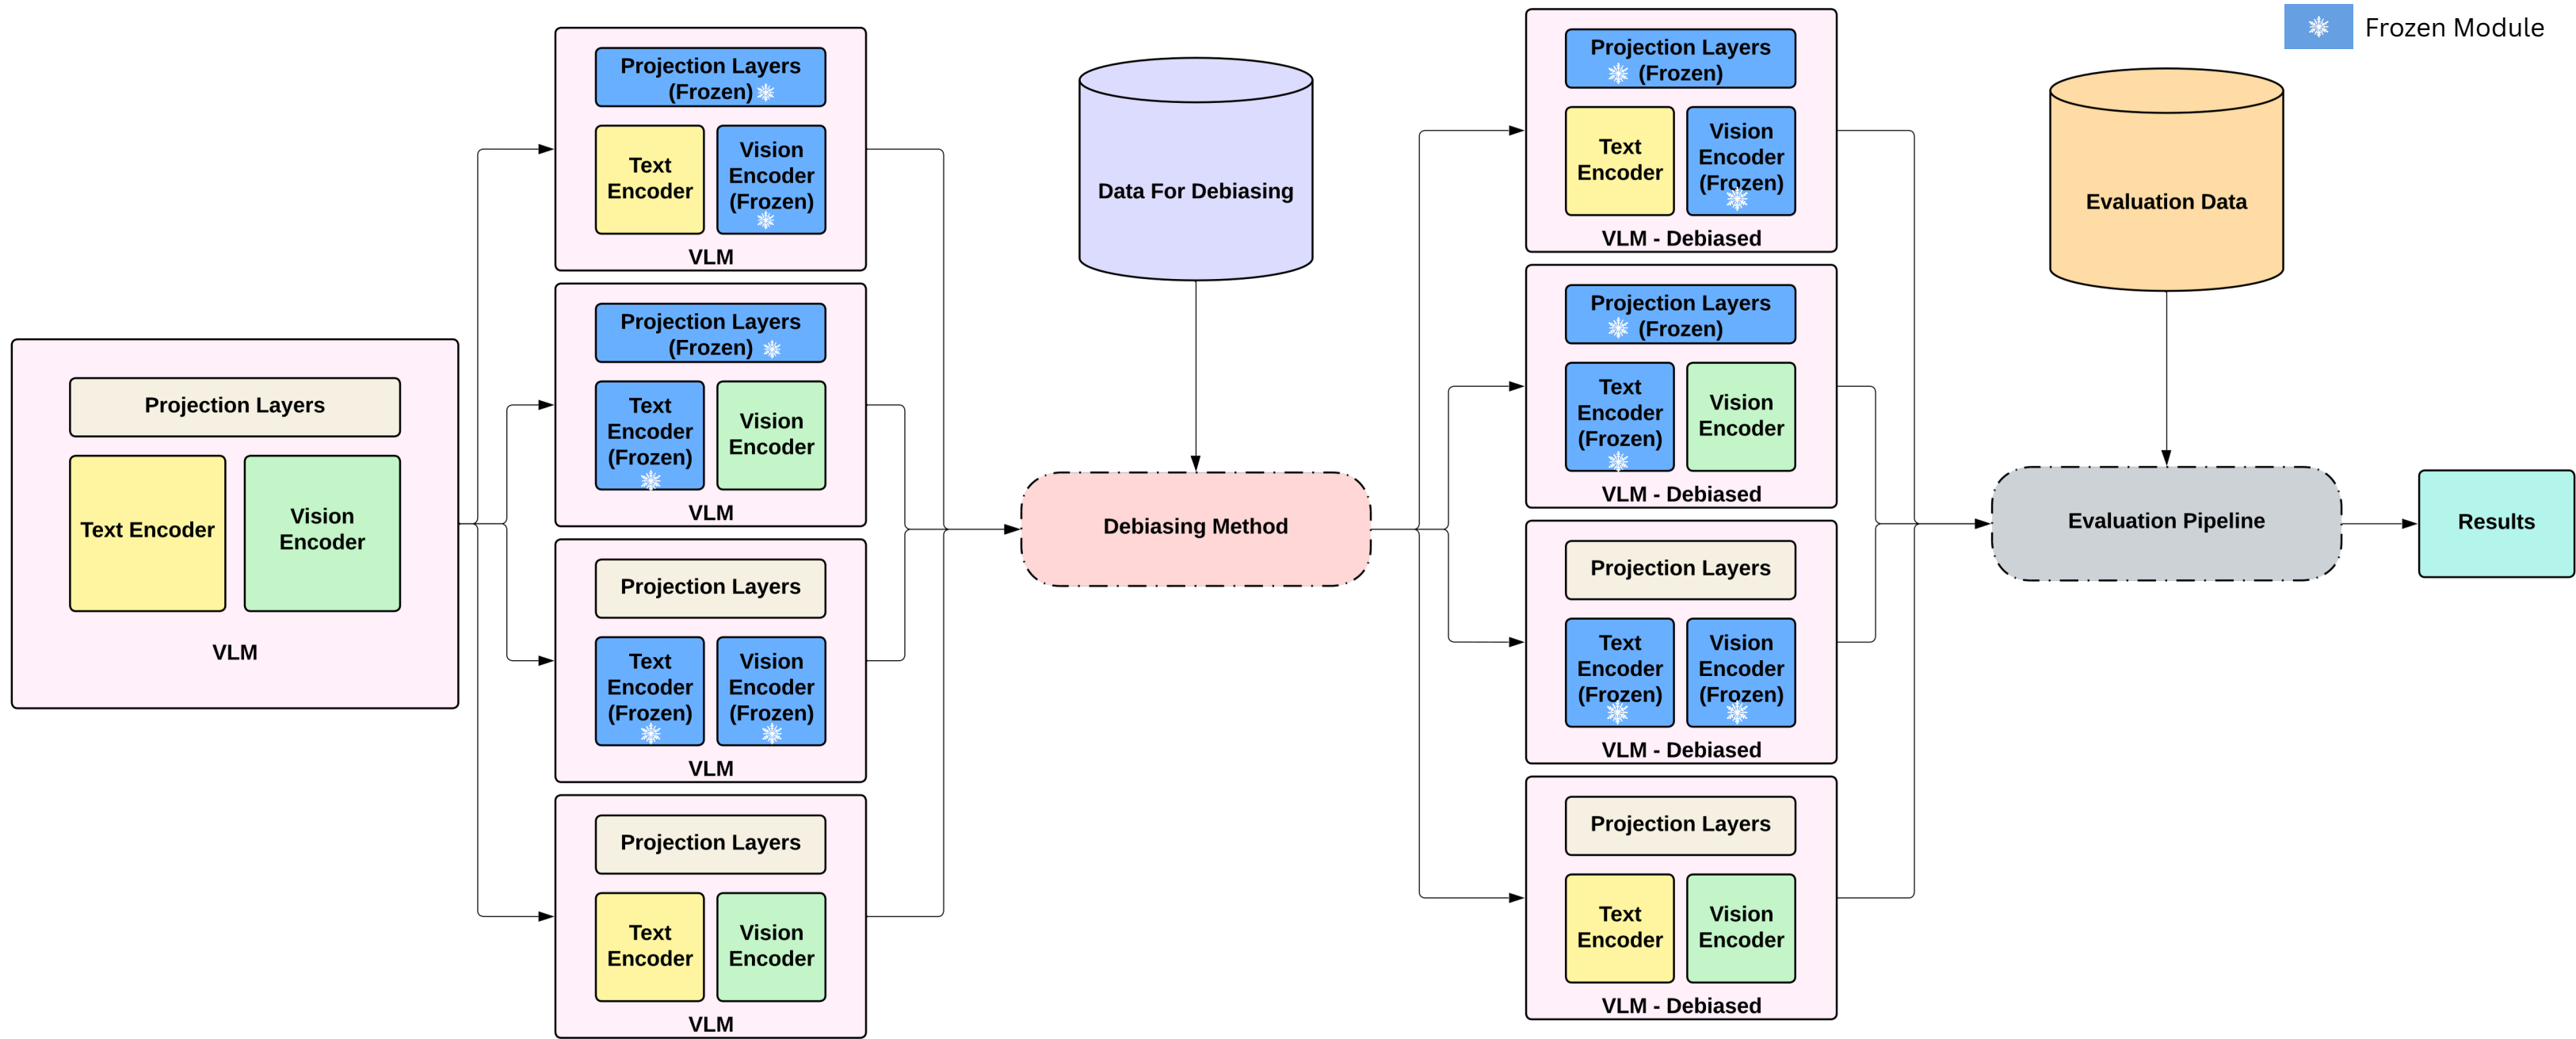 Frozen Module
Projection Layers
Text Encoder
Vision
Encoder
VLM
Projection Layers
(Frozen)
Text
Encoder
Vision
Encoder
(Frozen)
VLM
Projection Layers
(Frozen)
Text
Encoder
(Frozen)
Vision
Encoder
VLM
Projection Layers
Text
Encoder
(Frozen)
Vision
Encoder
(Frozen)
VLM
Projection Layers
Text
Encoder
Vision
Encoder
VLM
Data For Debiasing
Debiasing Method
Projection Layers
(Frozen)
Text
Encoder
Vision
Encoder
(Frozen)
VLM - Debiased
Projection Layers
(Frozen)
Text
Encoder
(Frozen)
Vision
Encoder
VLM - Debiased
Projection Layers
Text
Encoder
(Frozen)
Vision
Encoder
(Frozen)
VLM - Debiased
Projection Layers
Text
Encoder
Vision
Encoder
VLM - Debiased
Evaluation Data
Evaluation Pipeline
Results